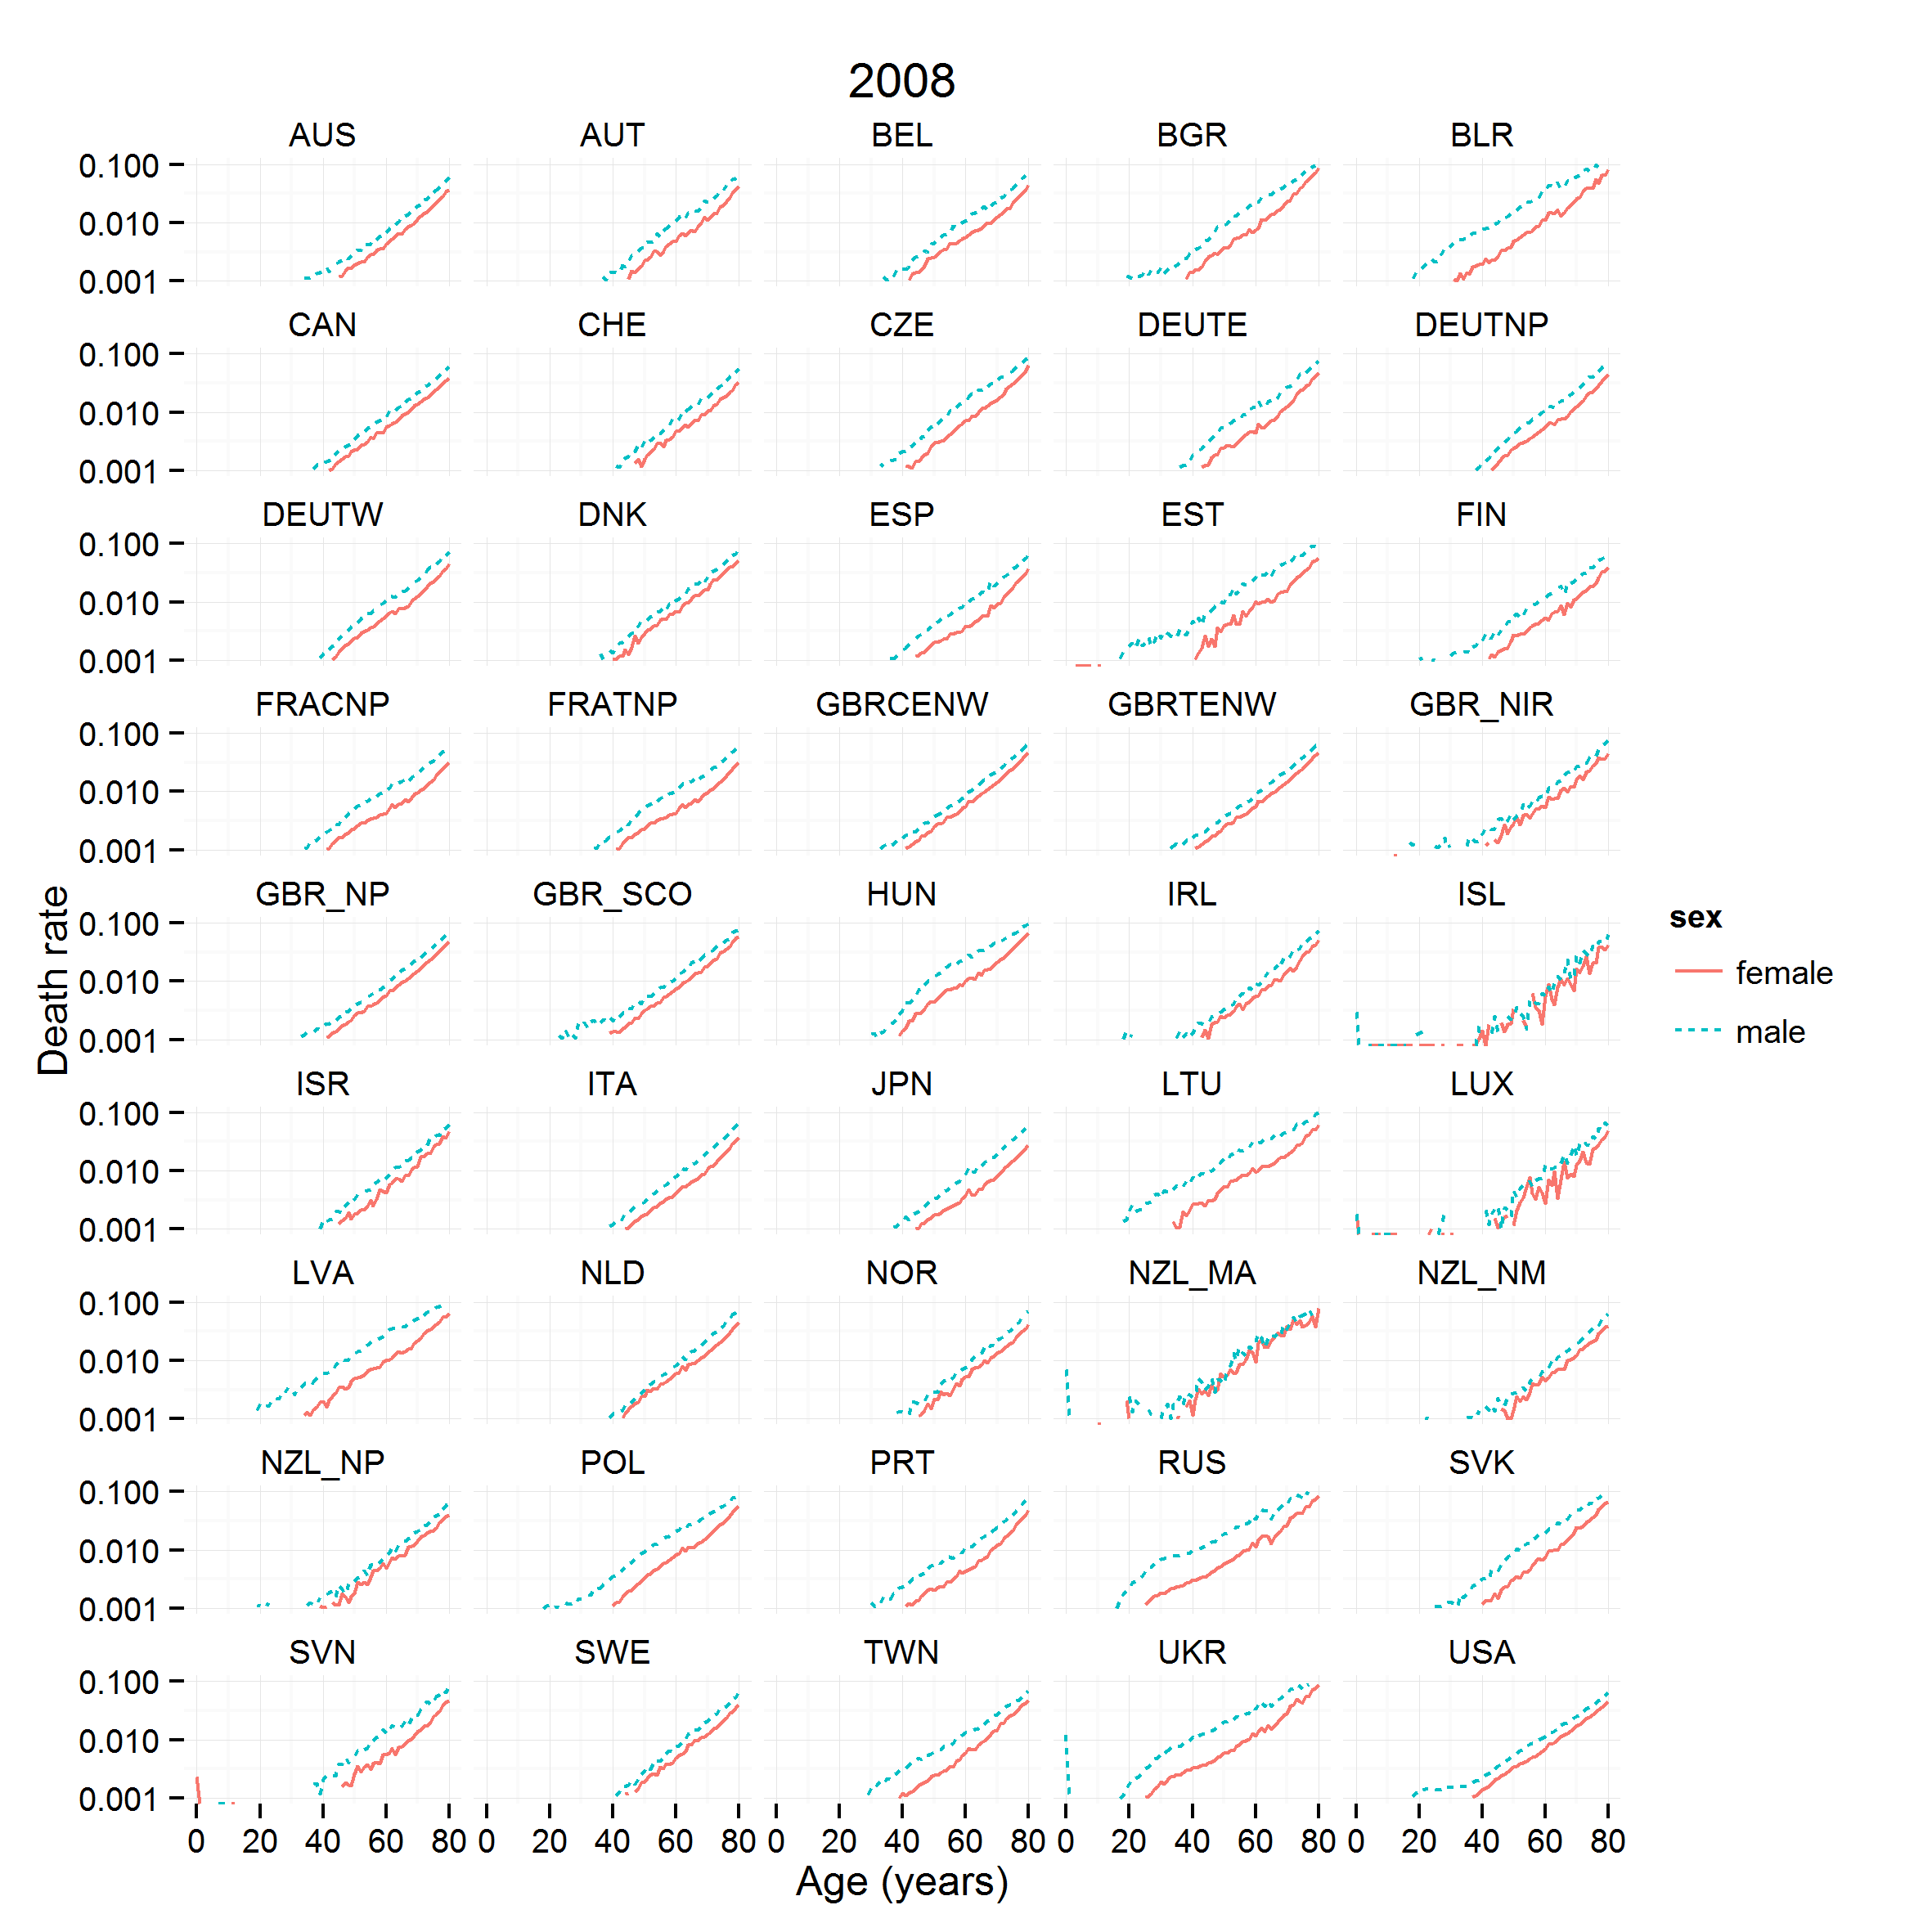 2008
AUS AUT BEL BGR BLR
0.100
0.010
0.001
CAN CHE CZE DEUTE DEUTNP
0.100
0.010
0.001
DEUTW DNK ESP EST FIN
0.100
0.010
0.001
FRACNP FRATNP GBRCENW GBRTENW GBR_NIR
0.100
0.010
0.001
GBR_NP GBR_SCO HUN IRL ISL
0.100
0.010
0.001
ISR ITA JPN LTU LUX
0.100
0.010
0.001
LVA NLD NOR NZL_MA NZL_NM
0.100
0.010
0.001
NZL_NP POL PRT RUS SVK
0.100
0.010
0.001
SVN SWE TWN UKR USA
0.100
0.010
0.001
0 20 40 60 80 0 20 40 60 80 0 20 40 60 80 0 20 40 60 80 0 20 40 60 80
Age (years)
Death rate
sex
female
male